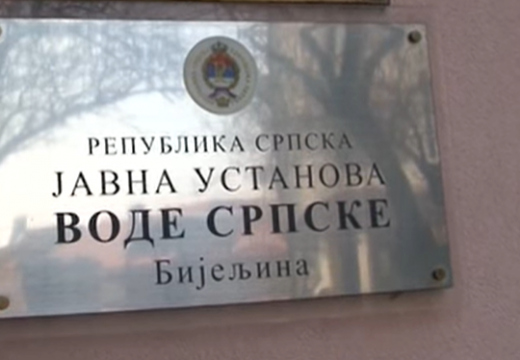 РЕПУБЛИКА СРПСКА
ЈАВНА УСТАНОВА
ВОДЕ СРПСКЕ
Бијељина